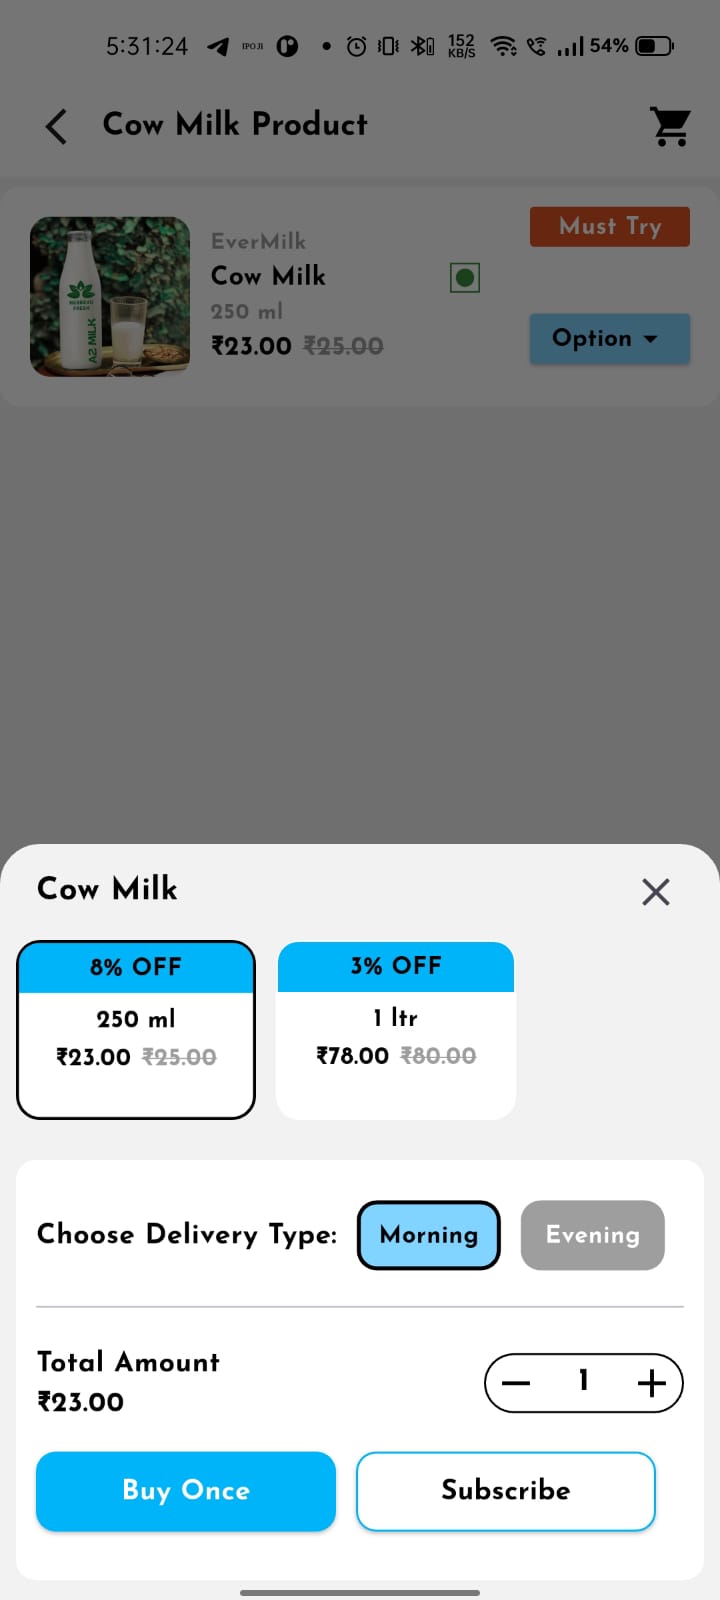 5:31:24 IPOJI 152 KB/S 54%
Cow Milk Product
EverMilk
Must Try
Cow Milk
250 ml
₹23.00 ₹25.00
Option
A2 MILK
Cow Milk
8% OFF
250 ml
₹23.00 ₹25.00
3% OFF
1 ltr
₹78.00 ₹80.00
Choose Delivery Type: Morning Evening
Total Amount
₹23.00
1
Buy Once Subscribe